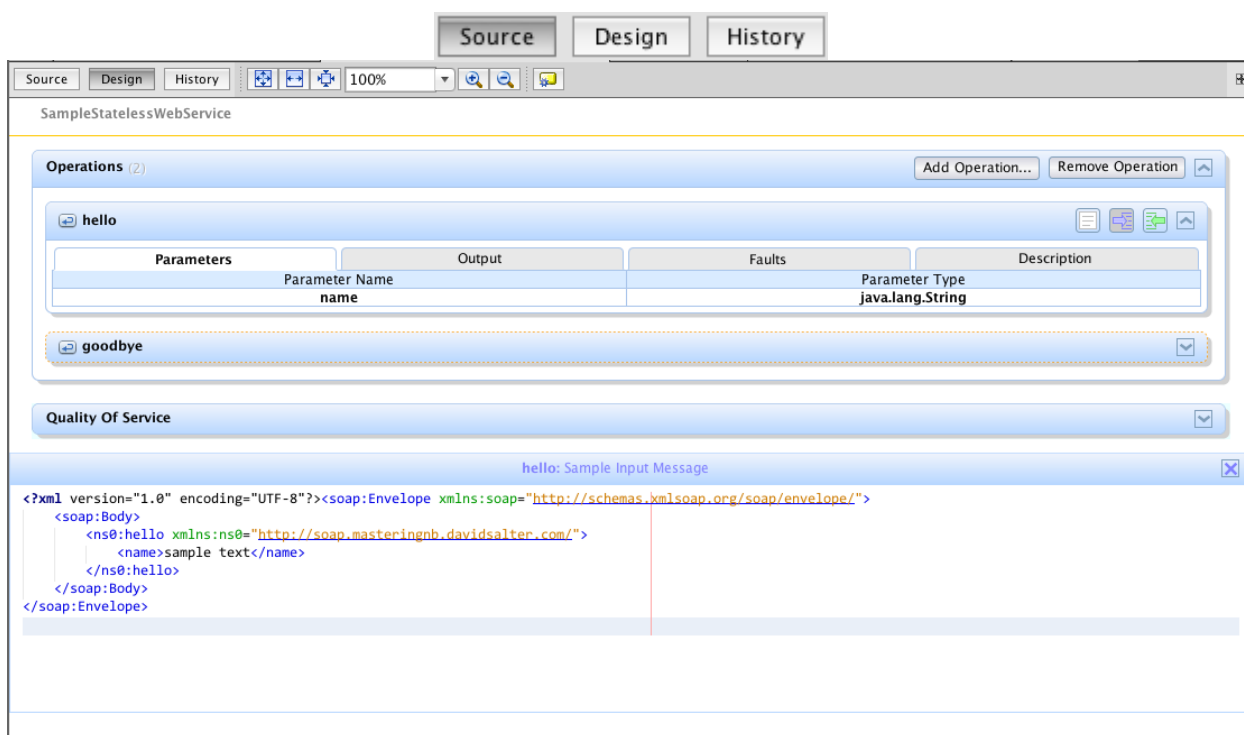 Source Design History
Source Design History 100%
SampleStatelessWebService
Operations (2) Add Operation... Remove Operation
hello
Parameters Output Faults Description
Parameter Name Parameter Type
name java.lang.String
goodbye
Quality Of Service
hello: Sample Input Message
<?xml version="1.0" encoding="UTF-8"?><soap:Envelope xmlns:soap="http://schemas.xmlsoap.org/soap/envelope/">
<soap:Body>
<ns0:hello xmlns:ns0="http://soap.masteringnb.davidsalter.com/">
<name>sample text</name>
</ns0:hello>
</soap:Body>
</soap:Envelope>